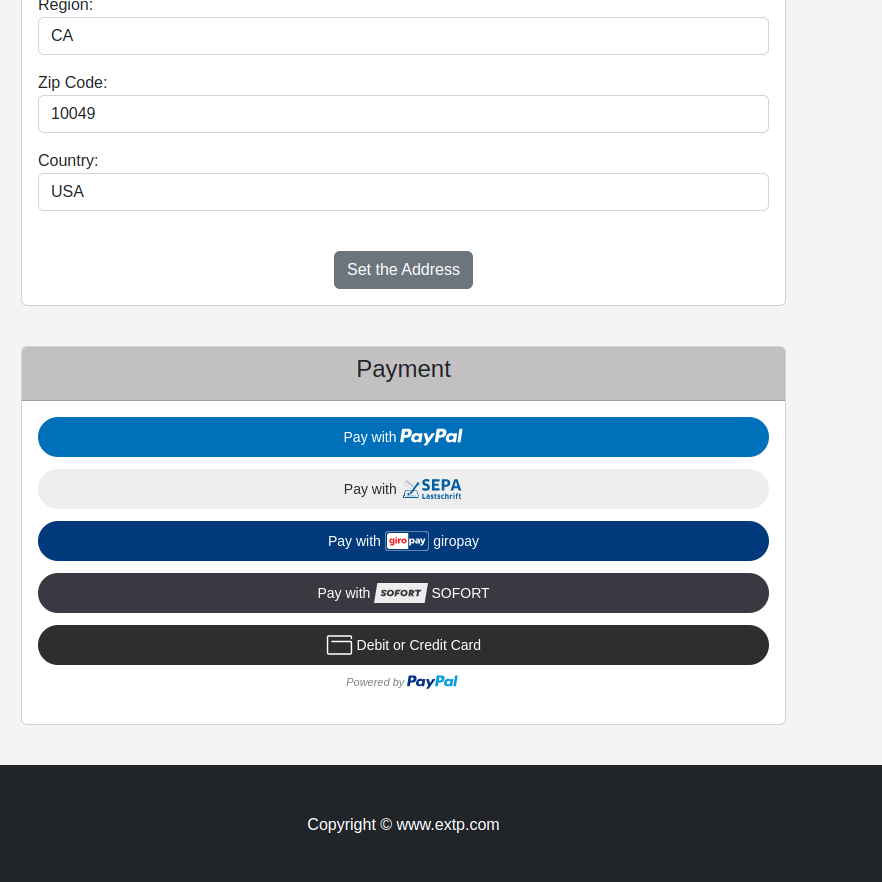 Region:
CA
Zip Code:
10049
Country:
USA
Set the Address
Payment
Pay with PayPal
Pay with SEPA Lastschrift
Pay with giropay giropay
Pay with SOFORT SOFORT
Debit or Credit Card
Powered by PayPal
Copyright © www.extp.com